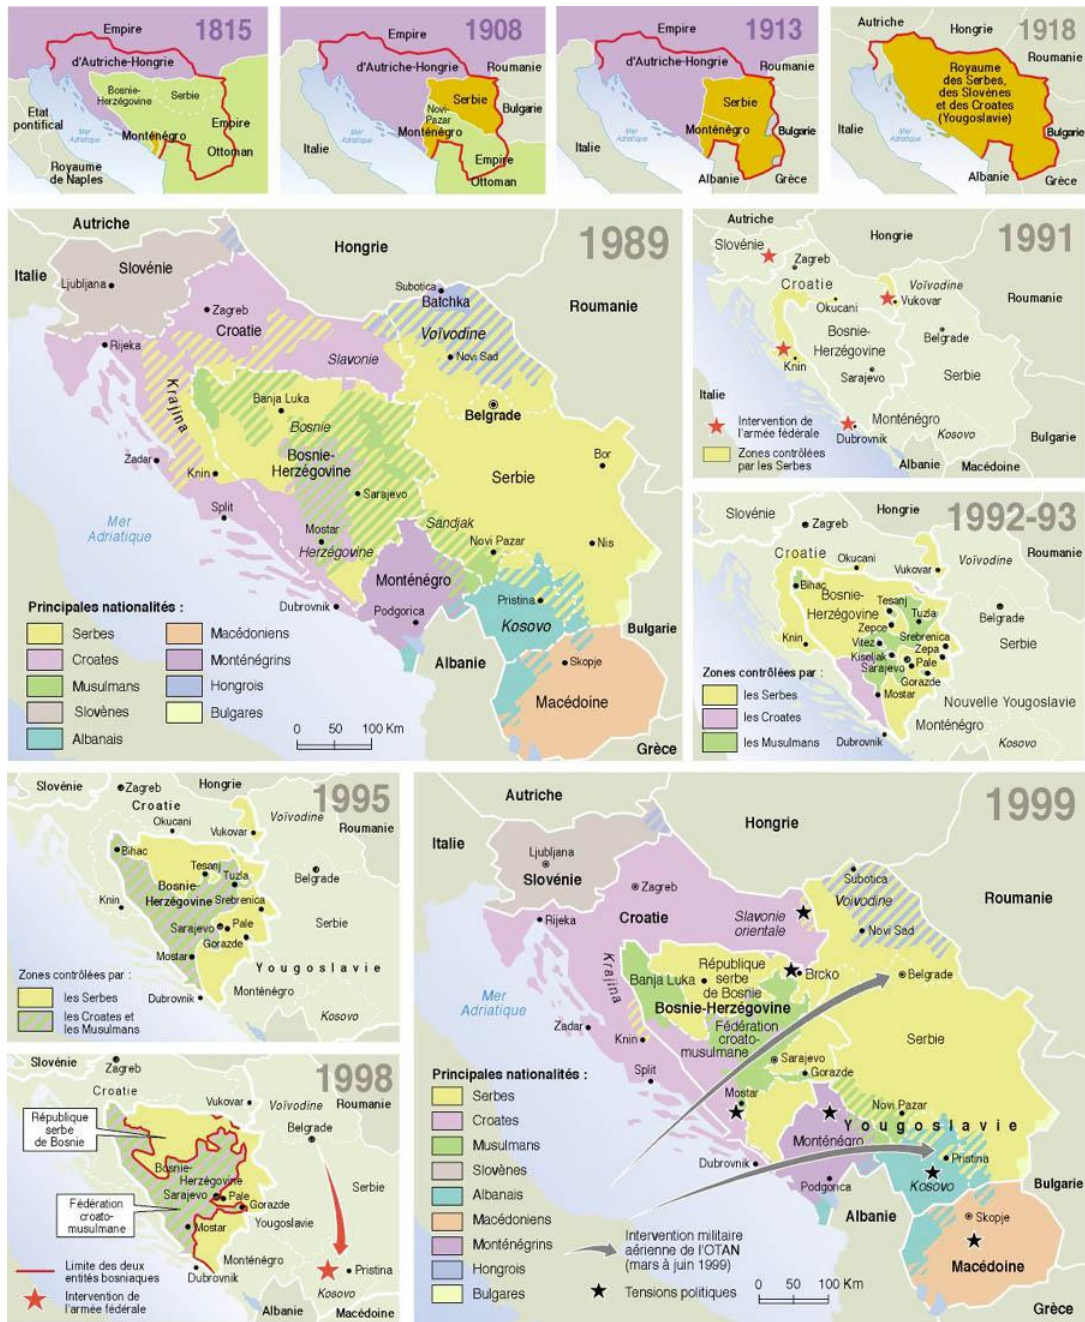 1815
Empire
d'Autriche-Hongrie
Bosnie-
Herzégovine
Serbie
Etat
pontifical
Mer
Adriatique
Monténégro
Empire
Ottoman
Royaume
de Naples
1908
Empire
d'Autriche-Hongrie
Roumanie
Serbie
Novi-
Pazar
Bulgarie
Monténégro
Mer
Adriatique
Italie
Empire
Ottoman
1913
Empire
d'Autriche-Hongrie
Roumanie
Serbie
Monténégro
Bulgarie
Mer
Adriatique
Italie
Albanie
Grèce
1918
Autriche
Hongrie
Roumanie
Royaume
des Serbes,
des Slovènes
et des Croates
(Yougoslavie)
Mer
Adriatique
Bulgarie
Italie
Albanie
Grèce
1989
Autriche
Hongrie
Italie
Slovénie
Ljubljana
Roumanie
Zagreb
Croatie
Subotica
Batchka
Voïvodine
Rijeka
Slavonie
Novi Sad
Krajina
Banja Luka
Bosnie
Belgrade
Bosnie-
Herzégovine
Zadar
Knin
Sarajevo
Serbie
Bor
Split
Mer
Adriatique
Mostar
Herzégovine
Sandjak
Novi Pazar
Nis
Monténégro
Pristina
Dubrovnik
Podgorica
Kosovo
Bulgarie
Albanie
Skopje
Macédoine
Grèce
Principales nationalités :
Serbes
Croates
Musulmans
Slovènes
Albanais
Macédoniens
Monténégrins
Hongrois
Bulgares
0 50 100 Km
1991
Autriche
Slovénie
Hongrie
Zagreb
Croatie
Voïvodine
Okucani
Vukovar
Roumanie
Bosnie-
Herzégovine
Belgrade
Knin
Sarajevo
Serbie
Italie
Monténégro
Dubrovnik
Kosovo
Bulgarie
Albanie
Macédoine
Intervention de
l'armée fédérale
Zones contrôlées
par les Serbes
1992-93
Slovénie
Hongrie
Zagreb
Croatie
Okucani
Vukovar
Voïvodine
Roumanie
Bihac
Bosnie-
Herzégovine
Tesanj
Tuzla
Belgrade
Zepce
Srebrenica
Serbie
Knin
Vitez
Zepa
Kiseljak
Pale
Sarajevo
Gorazde
Mostar
Nouvelle Yougoslavie
Monténégro
Dubrovnik
Kosovo
Zones contrôlées par :
les Serbes
les Croates
les Musulmans
1995
Slovénie
Zagreb
Hongrie
Croatie
Okucani
Voïvodine
Vukovar
Roumanie
Bihac
Tesanj
Bosnie-
Herzégovine
Tuzla
Belgrade
Knin
Srebrenica
Sarajevo
Pale
Serbie
Gorazde
Mostar
Yougoslavie
Dubrovnik
Monténégro
Kosovo
Zones contrôlées par :
les Serbes
les Croates et
les Musulmans
1998
Slovénie
Zagreb
Hongrie
Croatie
Vukovar
Voïvodine
Roumanie
République
serbe
de Bosnie
Belgrade
Bosnie-
Herzégovine
Sarajevo
Pale
Serbie
Gorazde
Fédération
croato-
musulmane
Mostar
Yougoslavie
Monténégro
Dubrovnik
Pristina
Kosovo
Albanie
Macédoine
Limite des deux
entités bosniaques
Intervention de
l'armée fédérale
1999
Autriche
Hongrie
Italie
Ljubljana
Slovénie
Roumanie
Zagreb
Subotica
Voïvodine
Rijeka
Croatie
Slavonie
orientale
Novi Sad
Krajina
Banja Luka
République
serbe
de Bosnie
Brcko
Belgrade
Bosnie-Herzégovine
Mer
Adriatique
Zadar
Knin
Fédération
croato-
musulmane
Serbie
Sarajevo
Gorazde
Split
Mostar
Novi Pazar
Yougoslavie
Monténégro
Dubrovnik
Pristina
Podgorica
Kosovo
Bulgarie
Albanie
Skopje
Macédoine
Grèce
Principales nationalités :
Serbes
Croates
Musulmans
Slovènes
Albanais
Macédoniens
Monténégrins
Hongrois
Bulgares
Intervention militaire
aérienne de l'OTAN
(mars à juin 1999)
Tensions politiques
0 50 100 Km